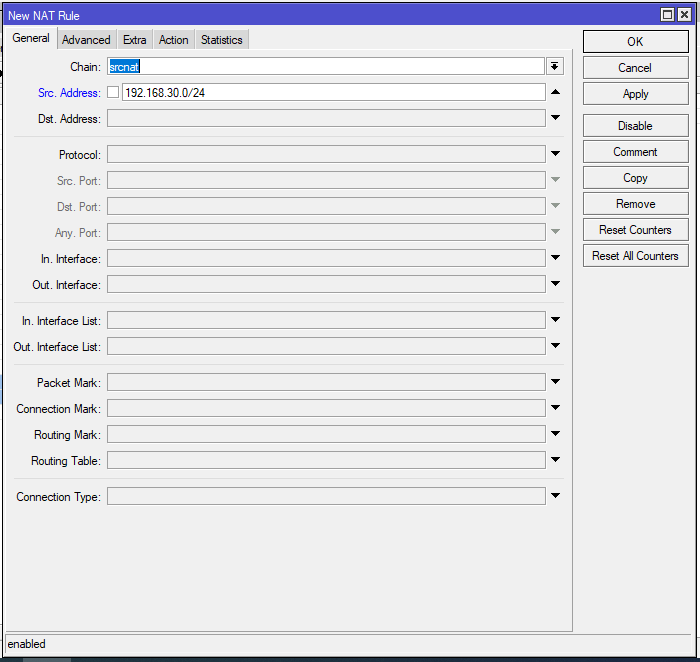 New NAT Rule
General Advanced Extra Action Statistics
Chain: srcnat
Src. Address: 192.168.30.0/24
Dst. Address:
Protocol:
Src. Port:
Dst. Port:
Any. Port:
In. Interface:
Out. Interface:
In. Interface List:
Out. Interface List:
Packet Mark:
Connection Mark:
Routing Mark:
Routing Table:
Connection Type:
OK
Cancel
Apply
Disable
Comment
Copy
Remove
Reset Counters
Reset All Counters
enabled